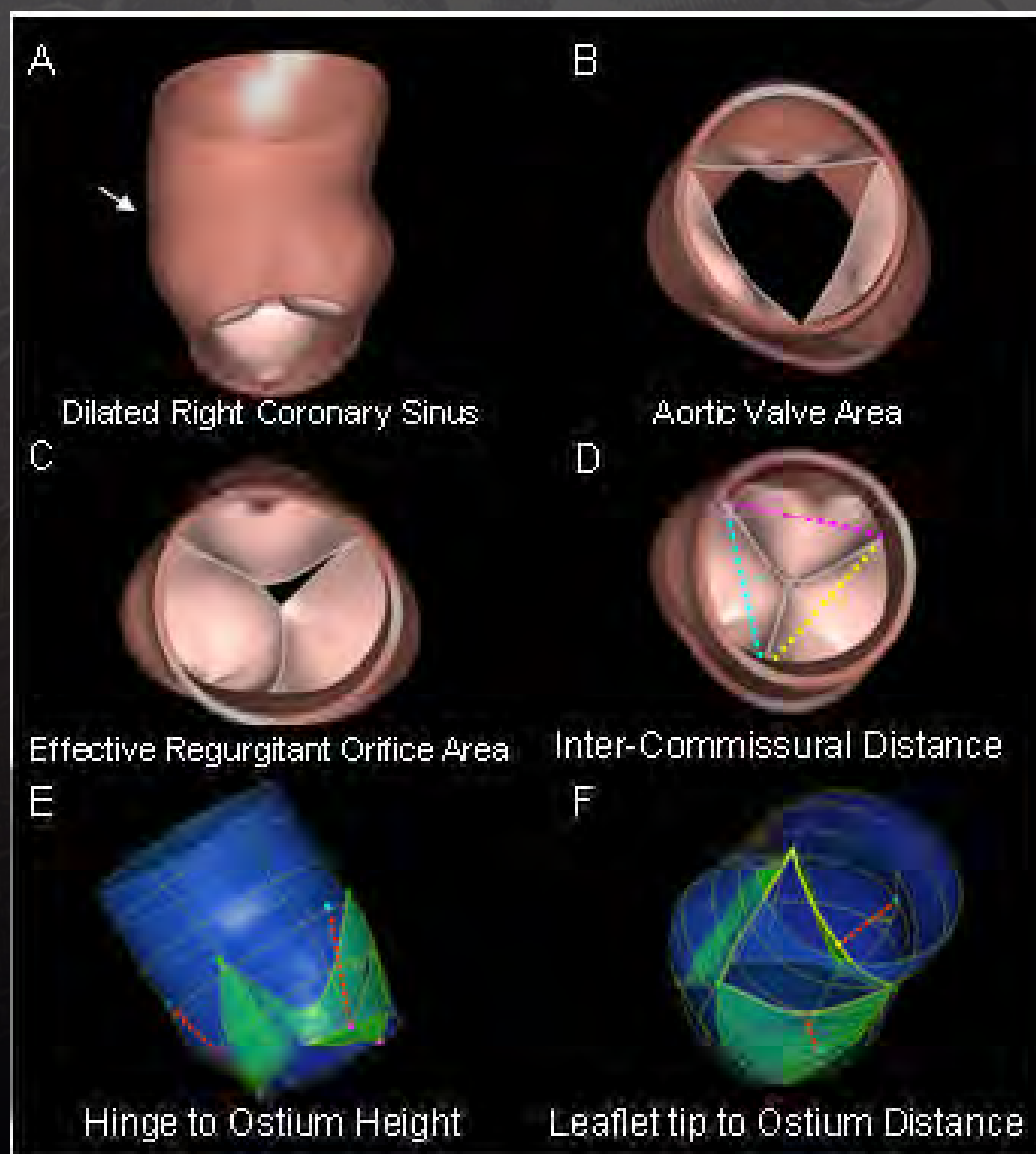 A
B
Dilated Right Coronary Sinus
Aortic Valve Area
C
D
Effective Regurgitant Orifice Area
Inter-Commissural Distance
E
F
Hinge to Ostium Height
Leaflet tip to Ostium Distance